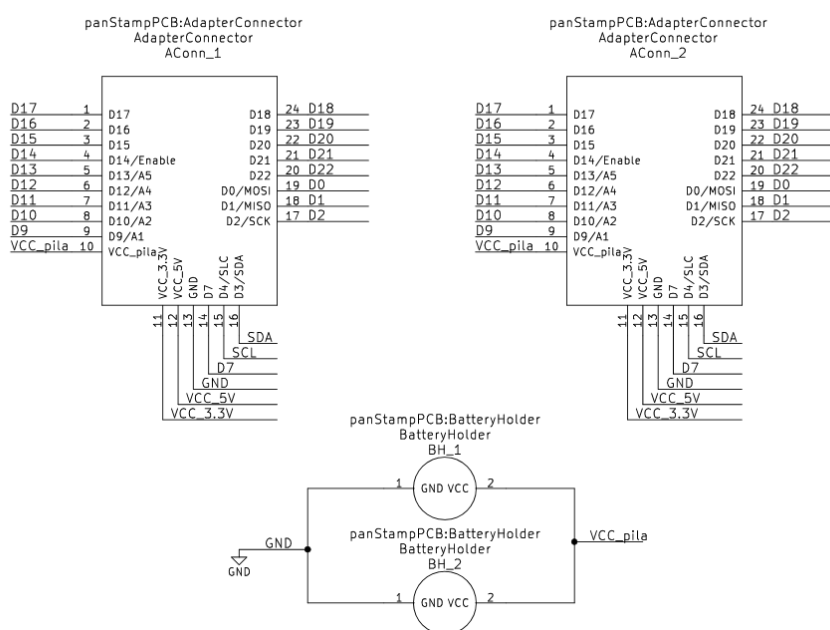 panStampPCB:AdapterConnector
AdapterConnector
AConn_1
D17 1 D17 D18 24 D18
D16 2 D16 D19 23 D19
D15 3 D15 D20 22 D20
D14 4 D14/Enable D21 21 D21
D13 5 D13/A5 D22 20 D22
D12 6 D12/A4 D0/MOSI 19 D0
D11 7 D11/A3 D1/MISO 18 D1
D10 8 D10/A2 D2/SCK 17 D2
D9 9 D9/A1
VCC_pila 10 VCC_pila
VCC_3.3V
VCC_5V
GND
D7
D4/SLC
D3/SDA
11
12
13
14
15
16
SDA
SCL
D7
GND
VCC_5V
VCC_3.3V
panStampPCB:AdapterConnector
AdapterConnector
AConn_2
D17 1 D17 D18 24 D18
D16 2 D16 D19 23 D19
D15 3 D15 D20 22 D20
D14 4 D14/Enable D21 21 D21
D13 5 D13/A5 D22 20 D22
D12 6 D12/A4 D0/MOSI 19 D0
D11 7 D11/A3 D1/MISO 18 D1
D10 8 D10/A2 D2/SCK 17 D2
D9 9 D9/A1
VCC_pila 10 VCC_pila
VCC_3.3V
VCC_5V
GND
D7
D4/SLC
D3/SDA
11
12
13
14
15
16
SDA
SCL
D7
GND
VCC_5V
VCC_3.3V
panStampPCB:BatteryHolder
BatteryHolder
BH_1
1 GND VCC 2
GND
GND
VCC_pila
panStampPCB:BatteryHolder
BatteryHolder
BH_2
1 GND VCC 2